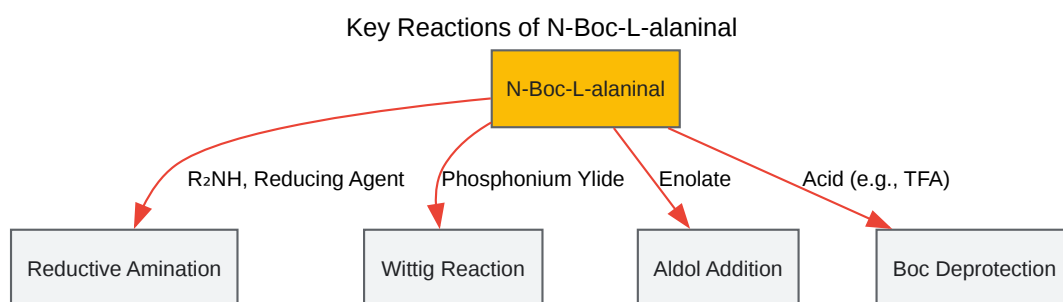 Key Reactions of N-Boc-L-alaninal
N-Boc-L-alaninal
R₂NH, Reducing Agent
Phosphonium Ylide
Enolate
Acid (e.g., TFA)
Reductive Amination
Wittig Reaction
Aldol Addition
Boc Deprotection